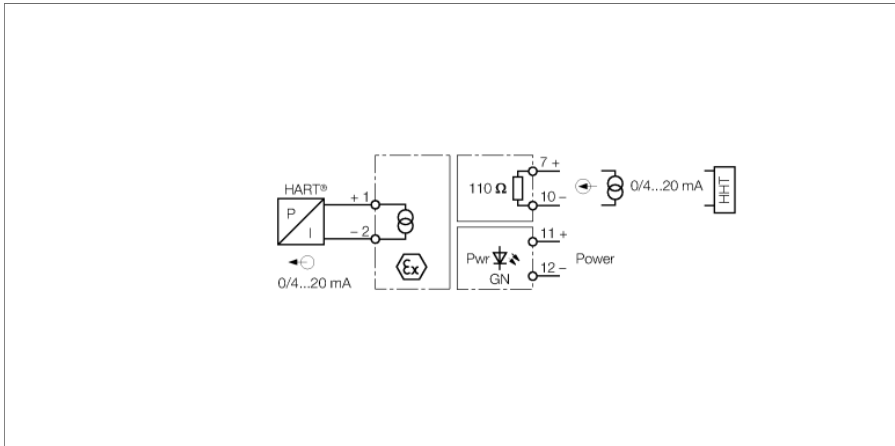 HART®
P
I
0/4...20 mA
+ 1
– 2
Ex
110 Ω
7 +
10 –
0/4...20 mA
HHT
Pwr
GN
11 +
12 –
Power